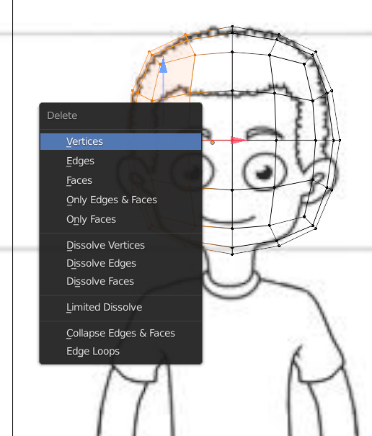 Delete
Vertices
Edges
Faces
Only Edges & Faces
Only Faces
Dissolve Vertices
Dissolve Edges
Dissolve Faces
Limited Dissolve
Collapse Edges & Faces
Edge Loops